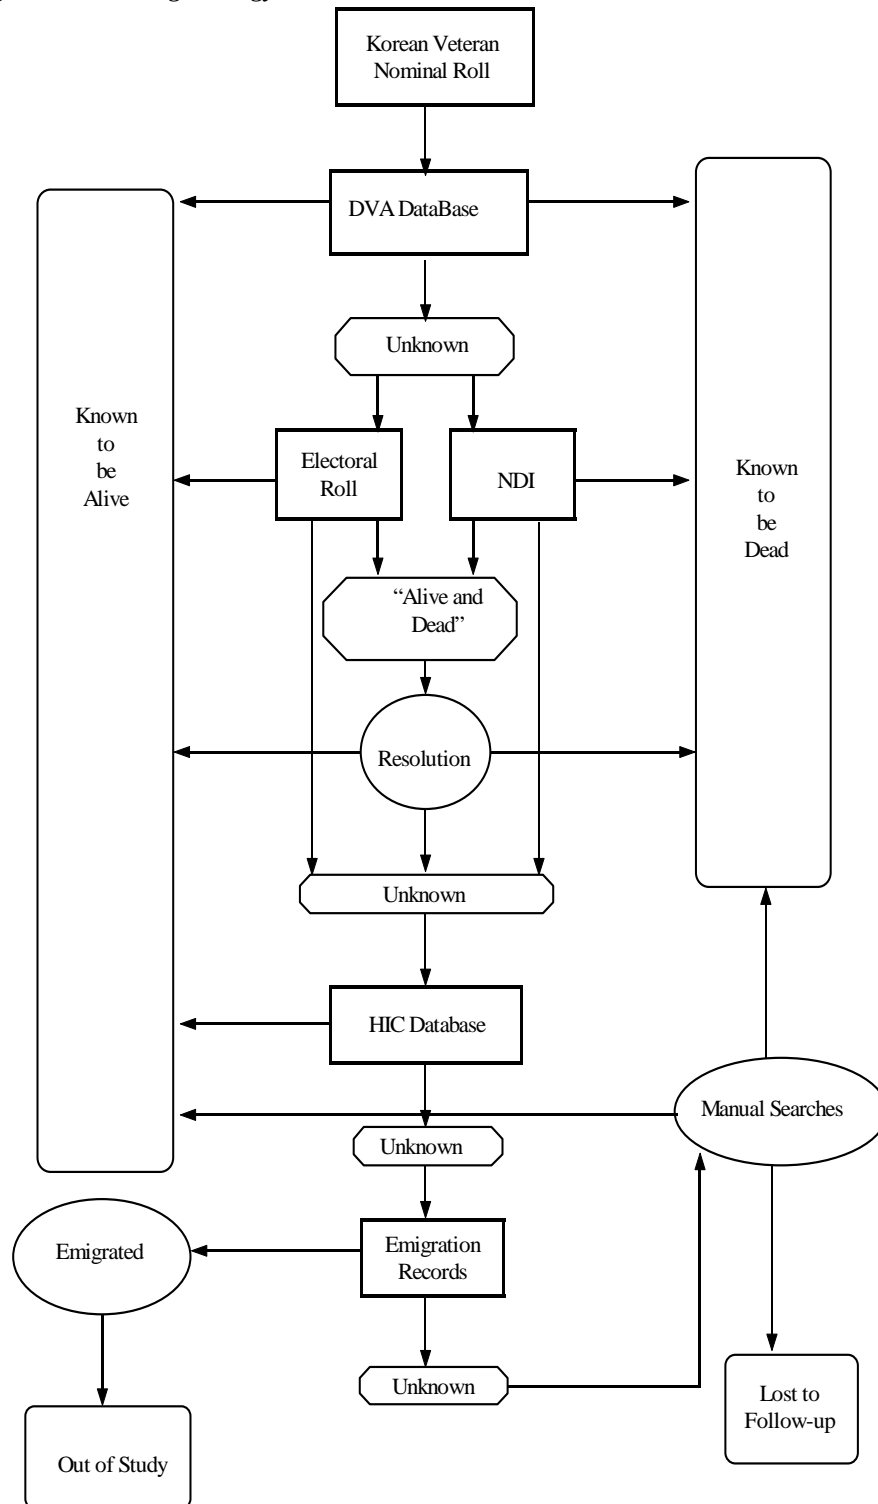 Korean Veteran
Nominal Roll
DVA DataBase
Unknown
Known
to
be
Alive
Electoral
Roll
NDI
Known
to
be
Dead
“Alive and
Dead”
Resolution
Unknown
HIC Database
Manual Searches
Unknown
Emigrated
Emigration
Records
Unknown
Lost to
Follow-up
Out of Study